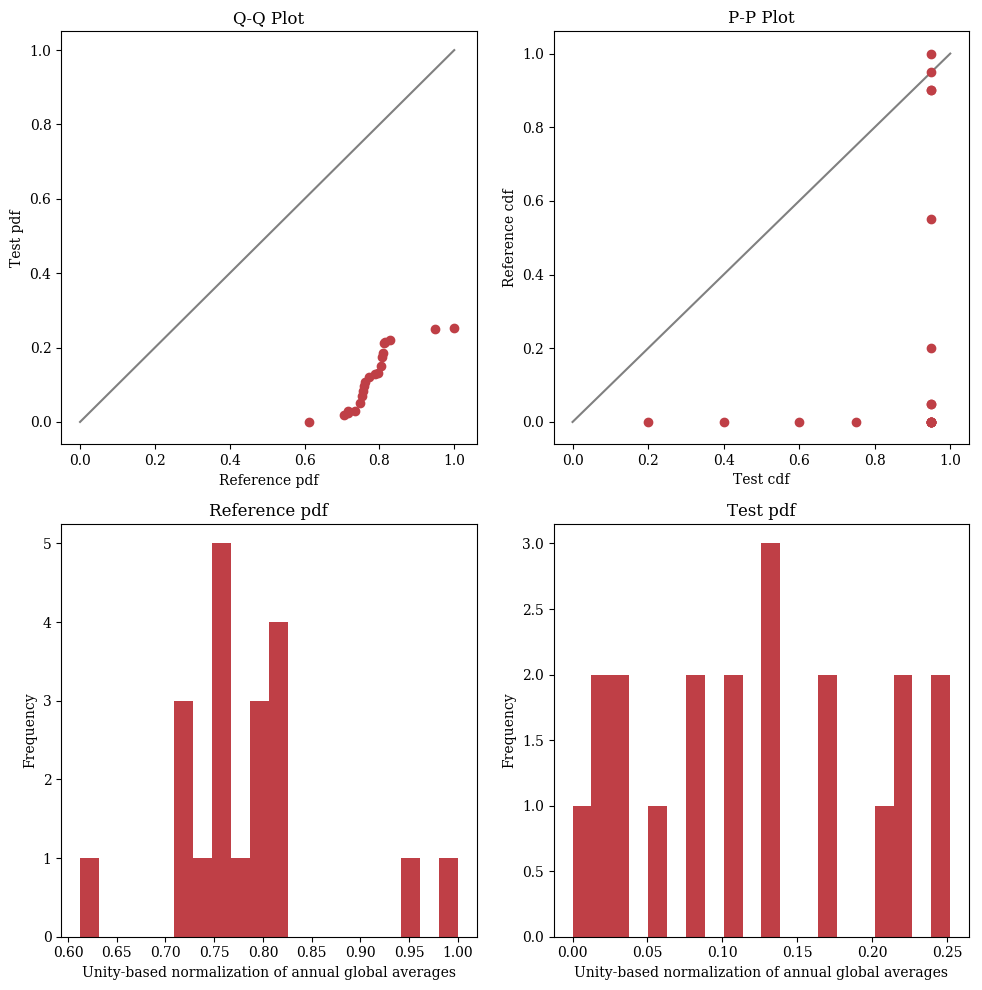 Q-Q Plot
1.0
0.8
0.6
0.4
0.2
0.0
Test pdf
0.0 0.2 0.4 0.6 0.8 1.0
Reference pdf
P-P Plot
1.0
0.8
0.6
0.4
0.2
0.0
Reference cdf
0.0 0.2 0.4 0.6 0.8 1.0
Test cdf
Reference pdf
5
4
3
2
1
0
Frequency
0.60 0.65 0.70 0.75 0.80 0.85 0.90 0.95 1.00
Unity-based normalization of annual global averages
Test pdf
3.0
2.5
2.0
1.5
1.0
0.5
0.0
Frequency
0.00 0.05 0.10 0.15 0.20 0.25
Unity-based normalization of annual global averages